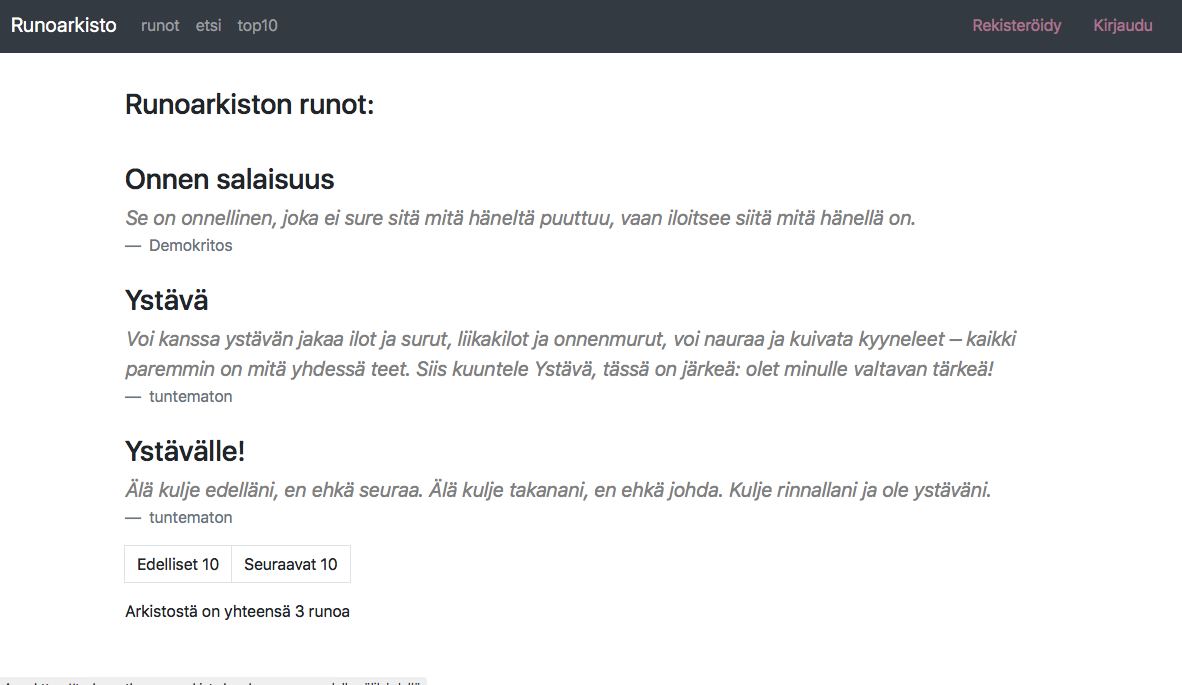 Runoarkisto runot etsi top10 Rekisteröidy Kirjaudu
Runoarkiston runot:
Onnen salaisuus
Se on onnellinen, joka ei sure sitä mitä häneltä puuttuu, vaan iloitsee siitä mitä hänellä on.
— Demokritos
Ystävä
Voi kanssa ystävän jakaa ilot ja surut, liikakilot ja onnenmurut, voi nauraa ja kuivata kyyneleet – kaikki
paremmin on mitä yhdessä teet. Siis kuuntele Ystävä, tässä on järkeä: olet minulle valtavan tärkeä!
— tuntematon
Ystävälle!
Älä kulje edelläni, en ehkä seuraa. Älä kulje takanani, en ehkä johda. Kulje rinnallani ja ole ystäväni.
— tuntematon
Edelliset 10 Seuraavat 10
Arkistostä on yhteensä 3 runoa